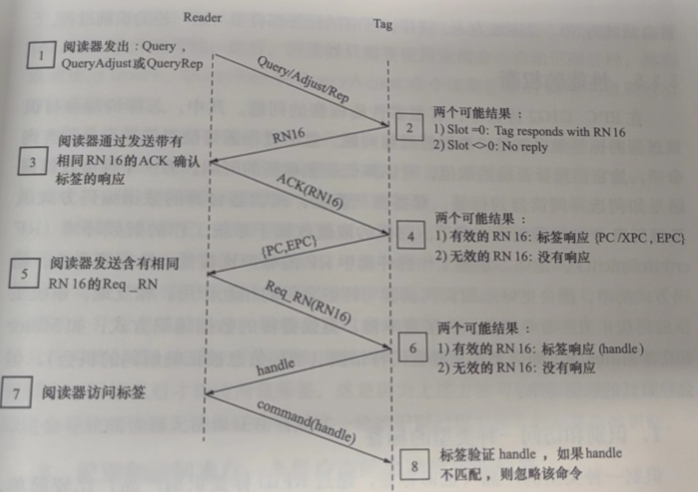 Reader
Tag
1
阅读器发出：Query，
QueryAdjust或QueryRep
Query/Adjust/Rep
2
两个可能结果：
1) Slot =0: Tag responds with RN 16
2) Slot <>0: No reply
RN16
3
阅读器通过发送带有
相同RN 16的ACK 确认
标签的响应
ACK(RN16)
4
两个可能结果：
1) 有效的 RN 16: 标签响应 {PC /XPC , EPC}
2) 无效的 RN 16: 没有响应
{PC,EPC}
5
阅读器发送含有相同
RN 16的Req_RN
Req_RN(RN16)
6
两个可能结果：
1) 有效的 RN 16: 标签响应 (handle)
2) 无效的 RN 16: 没有响应
handle
7
阅读器访问标签
command(handle)
8
标签验证 handle ，如果handle
不匹配，则忽略该命令